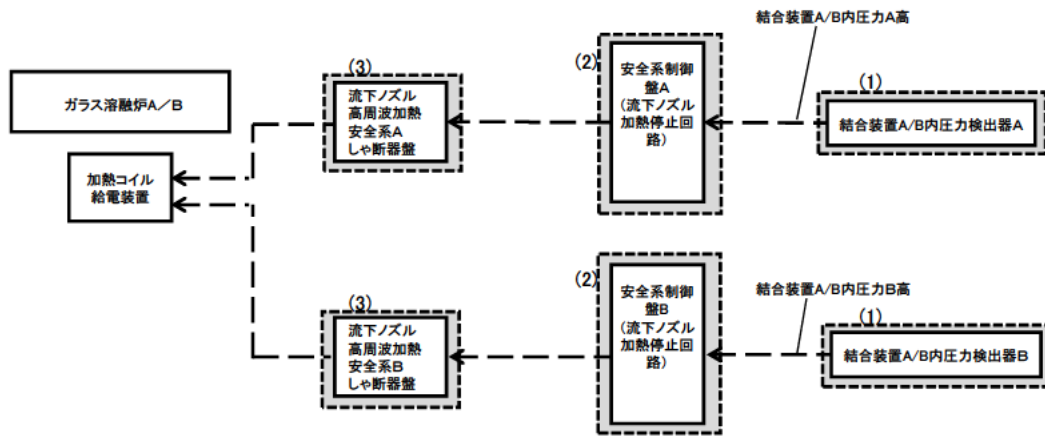 結合装置A/B内圧力A高
(3)
(2)
(1)
ガラス溶融炉A／B
流下ノズル
高周波加熱
安全系A
しゃ断器盤
安全系制御
盤A
(流下ノズル
加熱停止回
路)
結合装置A/B内圧力検出器A
加熱コイル
給電装置
(3)
(2)
結合装置A/B内圧力B高
(1)
流下ノズル
高周波加熱
安全系B
しゃ断器盤
安全系制御
盤B
(流下ノズル
加熱停止回
路)
結合装置A/B内圧力検出器B